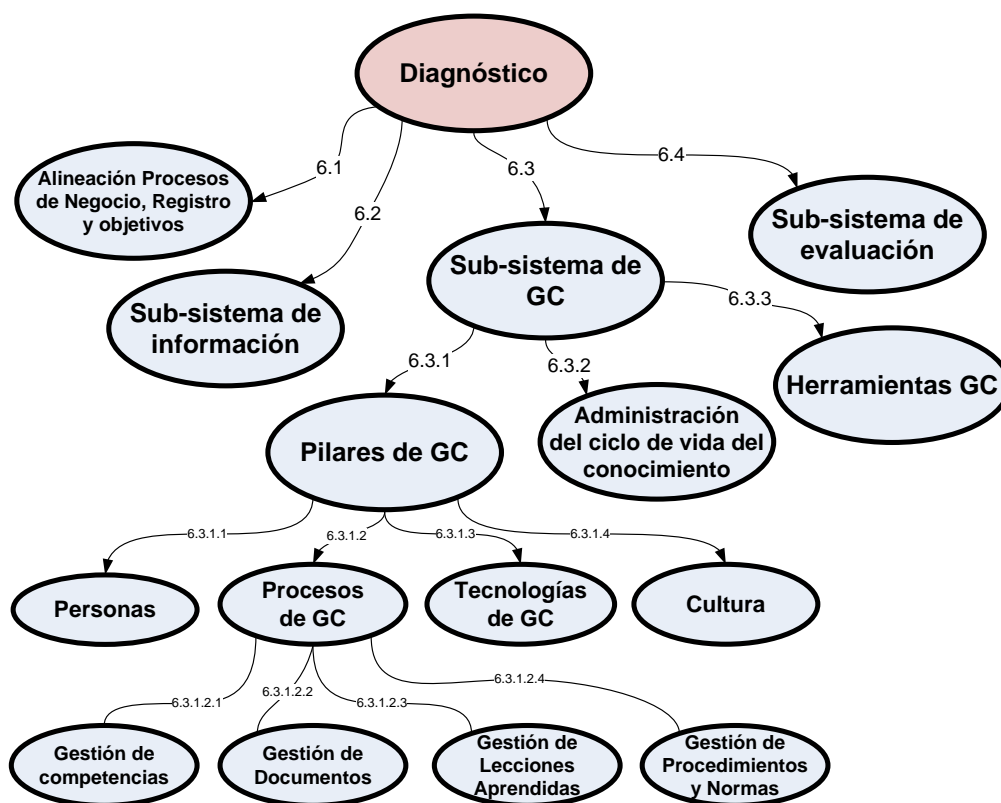 Diagnóstico
6.1
6.2
6.3
6.4
Alineación Procesos
de Negocio, Registro
y objetivos
Sub-sistema de
información
Sub-sistema de
GC
Sub-sistema de
evaluación
6.3.1
6.3.2
6.3.3
Pilares de GC
Administración
del ciclo de vida del
conocimiento
Herramientas GC
6.3.1.1
6.3.1.2
6.3.1.3
6.3.1.4
Personas
Procesos
de GC
Tecnologías
de GC
Cultura
6.3.1.2.1
6.3.1.2.2
6.3.1.2.3
6.3.1.2.4
Gestión de
competencias
Gestión de
Documentos
Gestión de
Lecciones
Aprendidas
Gestión de
Procedimientos
y Normas